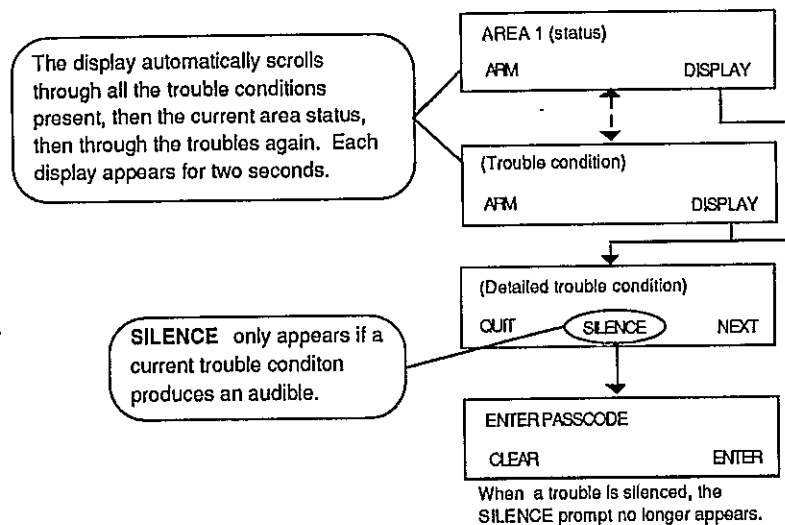 AREA 1 (status)
ARM DISPLAY
The display automatically scrolls
through all the trouble conditions
present, then the current area status,
then through the troubles again. Each
display appears for two seconds.
(Trouble condition)
ARM DISPLAY
(Detailed trouble condition)
QUIT SILENCE NEXT
SILENCE only appears if a
current trouble conditon
produces an audible.
ENTER PASSCODE
CLEAR ENTER
When a trouble is silenced, the
SILENCE prompt no longer appears.